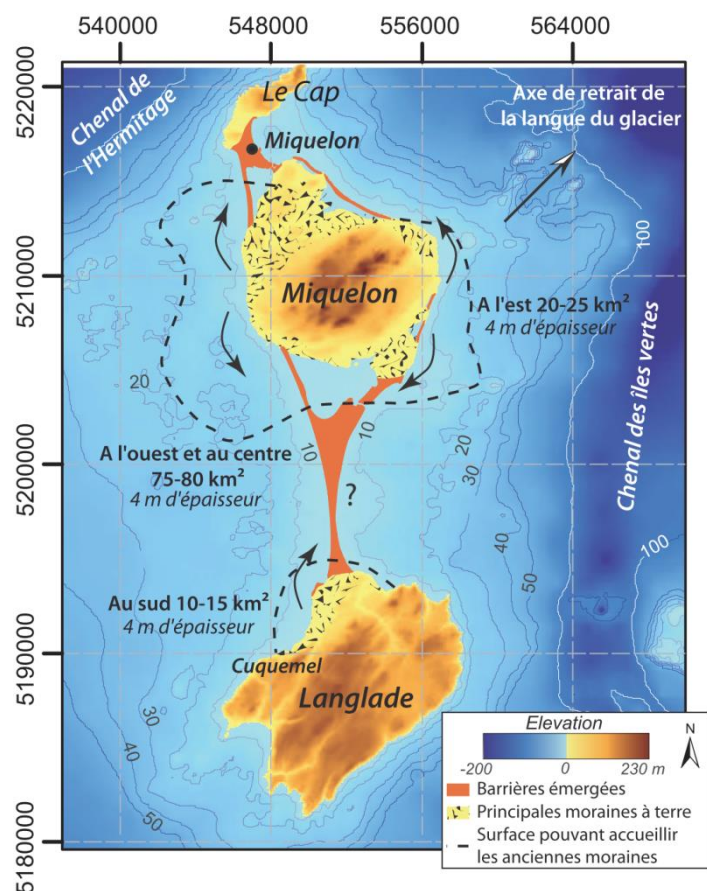 540000
548000
556000
564000
5220000
5210000
5200000
5190000
5180000
Chenal de
l'Hermitage
Le Cap
Miquelon
Axe de retrait de
la langue du glacier
100
Miquelon
A l'est 20-25 km²
4 m d'épaisseur
20
Chenal des iles vertes
10
10
20
30
A l'ouest et au centre
75-80 km²
4 m d'épaisseur
?
40
50
100
Au sud 10-15 km²
4 m d'épaisseur
Cuquemel
Langlade
30
40
50
Elevation
-200
0
230 m
N
Barrières émergées
Principales moraines à terre
Surface pouvant accueillir
les anciennes moraines